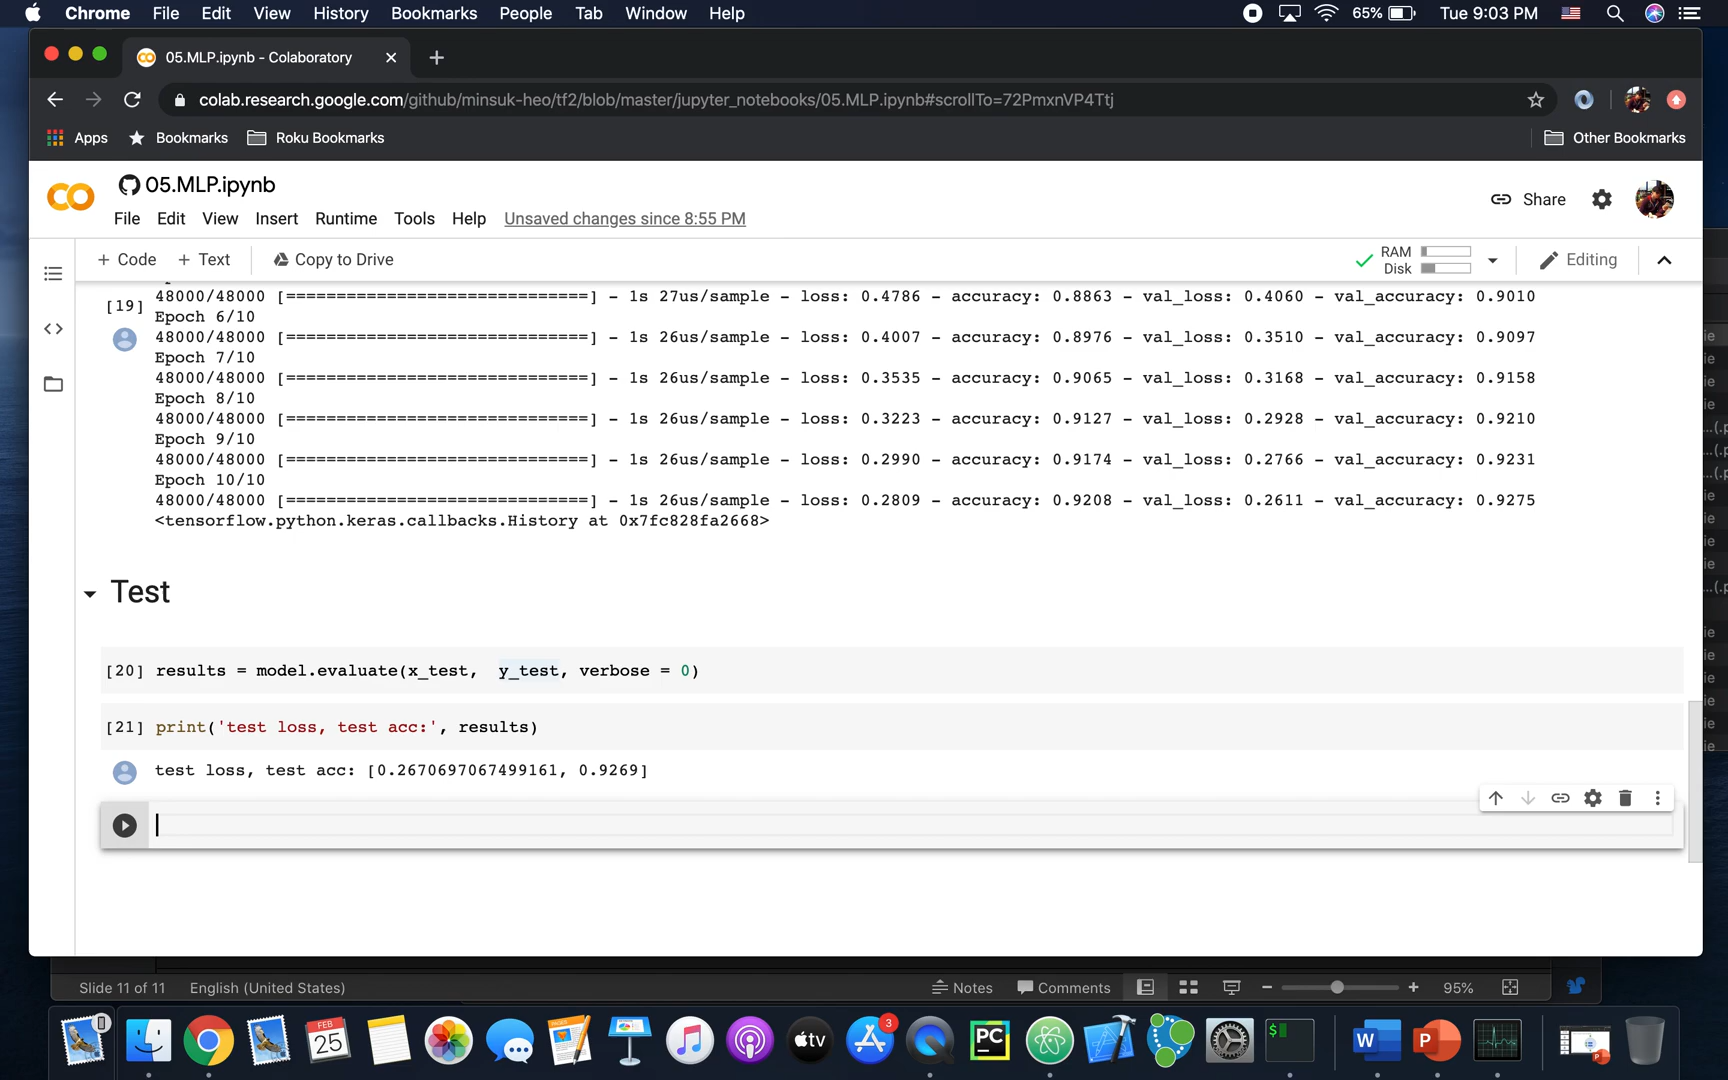 Chrome File Edit View History Bookmarks People Tab Window Help 65% Tue 9:03 PM
05.MLP.ipynb - Colaboratory
colab.research.google.com/github/minsuk-heo/tf2/blob/master/jupyter_notebooks/05.MLP.ipynb#scrollTo=72PmxnVP4Ttj
Apps Bookmarks Roku Bookmarks Other Bookmarks
05.MLP.ipynb
Share
File Edit View Insert Runtime Tools Help Unsaved changes since 8:55 PM
+ Code + Text Copy to Drive RAM Disk Editing
[19] 48000/48000 [==============================] - 1s 27us/sample - loss: 0.4786 - accuracy: 0.8863 - val_loss: 0.4060 - val_accuracy: 0.9010
Epoch 6/10
48000/48000 [==============================] - 1s 26us/sample - loss: 0.4007 - accuracy: 0.8976 - val_loss: 0.3510 - val_accuracy: 0.9097
Epoch 7/10
48000/48000 [==============================] - 1s 26us/sample - loss: 0.3535 - accuracy: 0.9065 - val_loss: 0.3168 - val_accuracy: 0.9158
Epoch 8/10
48000/48000 [==============================] - 1s 26us/sample - loss: 0.3223 - accuracy: 0.9127 - val_loss: 0.2928 - val_accuracy: 0.9210
Epoch 9/10
48000/48000 [==============================] - 1s 26us/sample - loss: 0.2990 - accuracy: 0.9174 - val_loss: 0.2766 - val_accuracy: 0.9231
Epoch 10/10
48000/48000 [==============================] - 1s 26us/sample - loss: 0.2809 - accuracy: 0.9208 - val_loss: 0.2611 - val_accuracy: 0.9275
<tensorflow.python.keras.callbacks.History at 0x7fc828fa2668>
Test
[20] results = model.evaluate(x_test,  y_test, verbose = 0)
[21] print('test loss, test acc:', results)
test loss, test acc: [0.2670697067499161, 0.9269]
Slide 11 of 11 English (United States) Notes Comments 95%
FEB 25 PAGES tv 3 PC $ W P